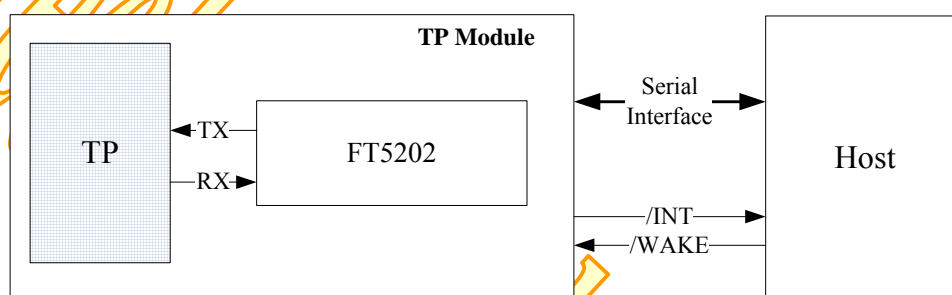 TP Module
TP
TX
RX
FT5202
Serial
Interface
/INT
/WAKE
Host